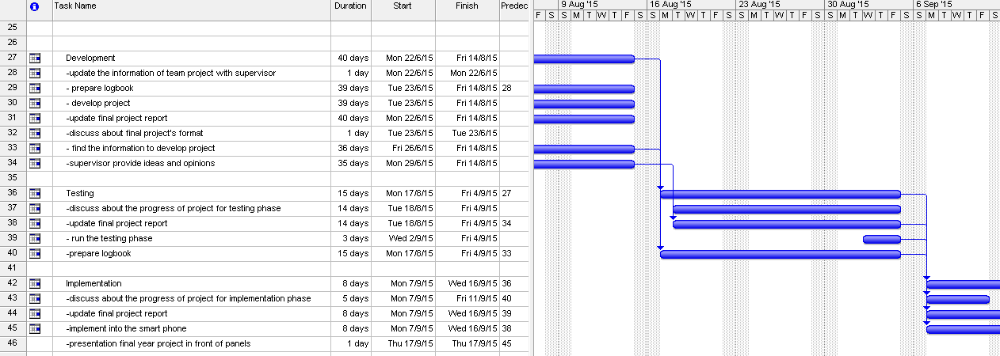 Task Name Duration Start Finish Predec 9 Aug '15 16 Aug '15 23 Aug '15 30 Aug '15 6 Sep '15
F S S M T W T F S S M T W T F S S M T W T F S S M T W T F S S M T W T F S
25
26
27 Development 40 days Mon 22/6/15 Fri 14/8/15
28 -update the information of team project with supervisor 1 day Mon 22/6/15 Mon 22/6/15
29 - prepare logbook 39 days Tue 23/6/15 Fri 14/8/15 28
30 - develop project 39 days Tue 23/6/15 Fri 14/8/15
31 -update final project report 40 days Mon 22/6/15 Fri 14/8/15
32 -discuss about final project's format 1 day Tue 23/6/15 Tue 23/6/15
33 - find the information to develop project 36 days Fri 26/6/15 Fri 14/8/15
34 -supervisor provide ideas and opinions 35 days Mon 29/6/15 Fri 14/8/15
35
36 Testing 15 days Mon 17/8/15 Fri 4/9/15 27
37 -discuss about the progress of project for testing phase 14 days Tue 18/8/15 Fri 4/9/15
38 -update final project report 14 days Tue 18/8/15 Fri 4/9/15 34
39 - run the testing phase 3 days Wed 2/9/15 Fri 4/9/15
40 -prepare logbook 15 days Mon 17/8/15 Fri 4/9/15 33
41
42 Implementation 8 days Mon 7/9/15 Wed 16/9/15 36
43 -discuss about the progress of project for implementation phase 5 days Mon 7/9/15 Fri 11/9/15 40
44 -update final project report 8 days Mon 7/9/15 Wed 16/9/15 39
45 -implement into the smart phone 8 days Mon 7/9/15 Wed 16/9/15 38
46 -presentation final year project in front of panels 1 day Thu 17/9/15 Thu 17/9/15 45